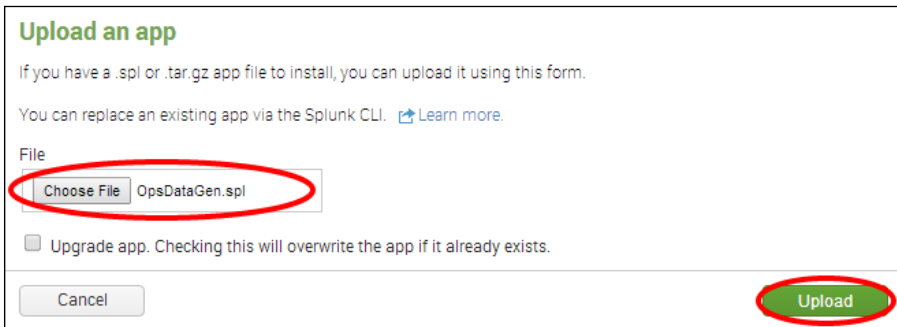 Upload an app
If you have a .spl or .tar.gz app file to install, you can upload it using this form.
You can replace an existing app via the Splunk CLI. Learn more.
File
Choose File OpsDataGen.spl
Upgrade app. Checking this will overwrite the app if it already exists.
Cancel Upload